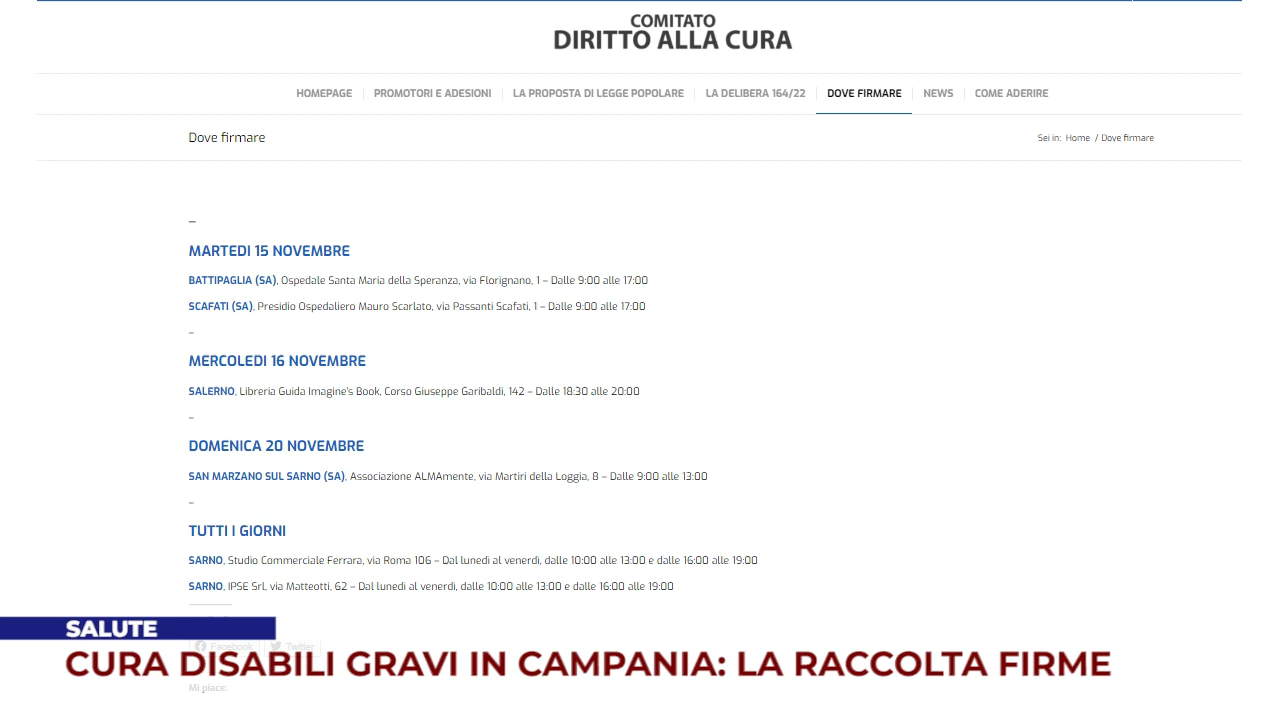 COMITATO
DIRITTO ALLA CURA
HOMEPAGE PROMOTORI E ADESIONI LA PROPOSTA DI LEGGE POPOLARE LA DELIBERA 164/22 DOVE FIRMARE NEWS COME ADERIRE
Dove firmare Sei in: Home / Dove firmare
–
MARTEDI 15 NOVEMBRE
BATTIPAGLIA (SA), Ospedale Santa Maria della Speranza, via Florignano, 1 – Dalle 9:00 alle 17:00
SCAFATI (SA), Presidio Ospedaliero Mauro Scarlato, via Passanti Scafati, 1 – Dalle 9:00 alle 17:00
–
MERCOLEDI 16 NOVEMBRE
SALERNO, Libreria Guida Imagine's Book, Corso Giuseppe Garibaldi, 142 – Dalle 18:30 alle 20:00
–
DOMENICA 20 NOVEMBRE
SAN MARZANO SUL SARNO (SA), Associazione ALMAmente, via Martiri della Loggia, 8 – Dalle 9:00 alle 13:00
–
TUTTI I GIORNI
SARNO, Studio Commerciale Ferrara, via Roma 106 – Dal lunedì al venerdì, dalle 10:00 alle 13:00 e dalle 16:00 alle 19:00
SARNO, IPSE Srl, via Matteotti, 62 – Dal lunedì al venerdì, dalle 10:00 alle 13:00 e dalle 16:00 alle 19:00
SALUTE
Facebook Twitter
CURA DISABILI GRAVI IN CAMPANIA: LA RACCOLTA FIRME
Mi piace: